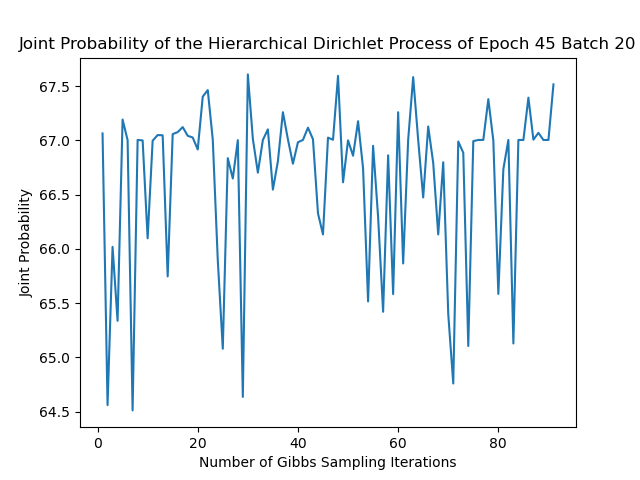 Joint Probability of the Hierarchical Dirichlet Process of Epoch 45 Batch 20
67.5
67.0
66.5
66.0
65.5
65.0
64.5
Joint Probability
0 20 40 60 80
Number of Gibbs Sampling Iterations